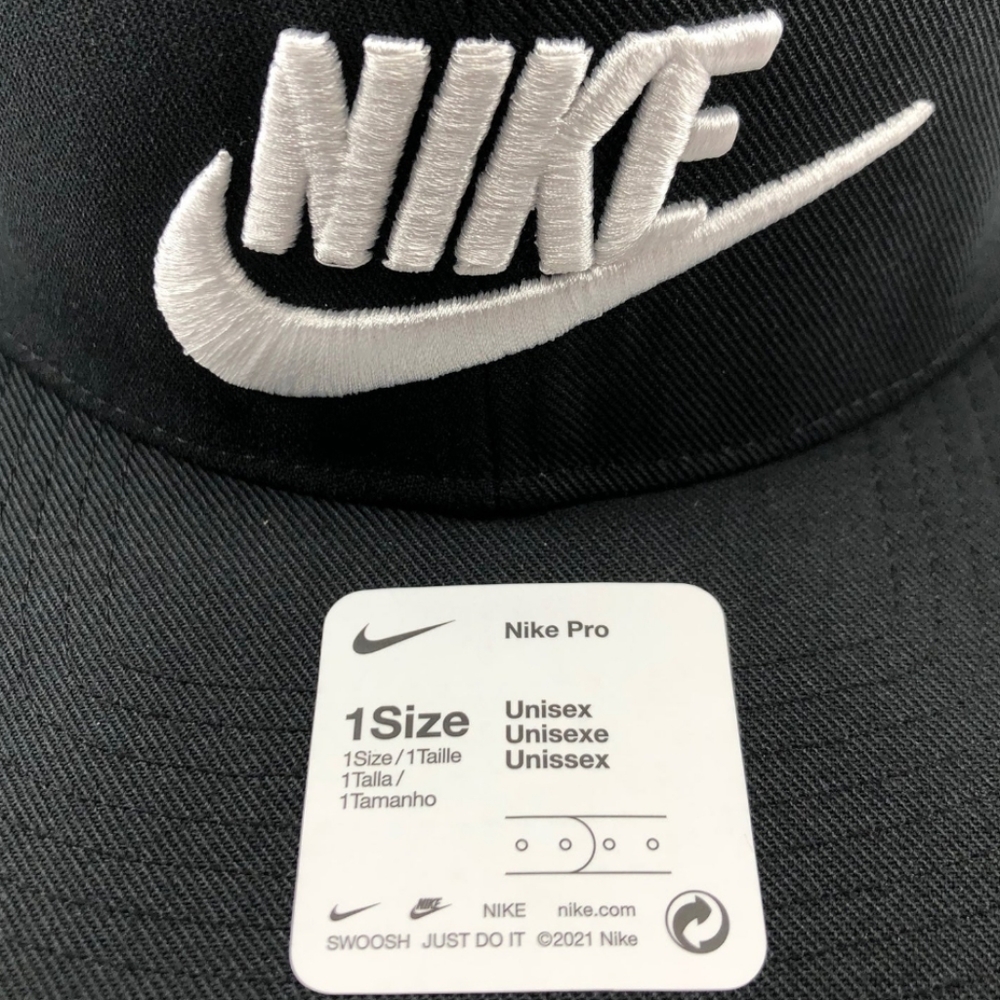 NIKE
Nike Pro
1Size
1Size/1Taille
1Talla/
1Tamanho
Unisex
Unisexe
Unissex
NIKE NIKE nike.com
SWOOSH JUST DO IT ©2021 Nike